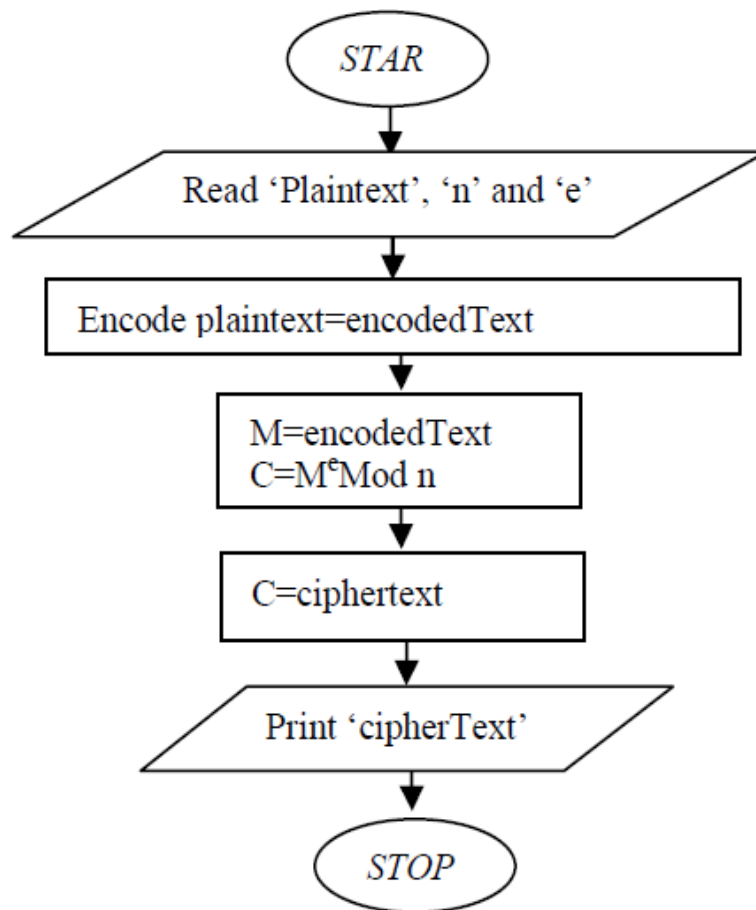 STAR
Read ‘Plaintext’, ‘n’ and ‘e’
Encode plaintext=encodedText
M=encodedText
C=MᵉMod n
C=ciphertext
Print ‘cipherText’
STOP